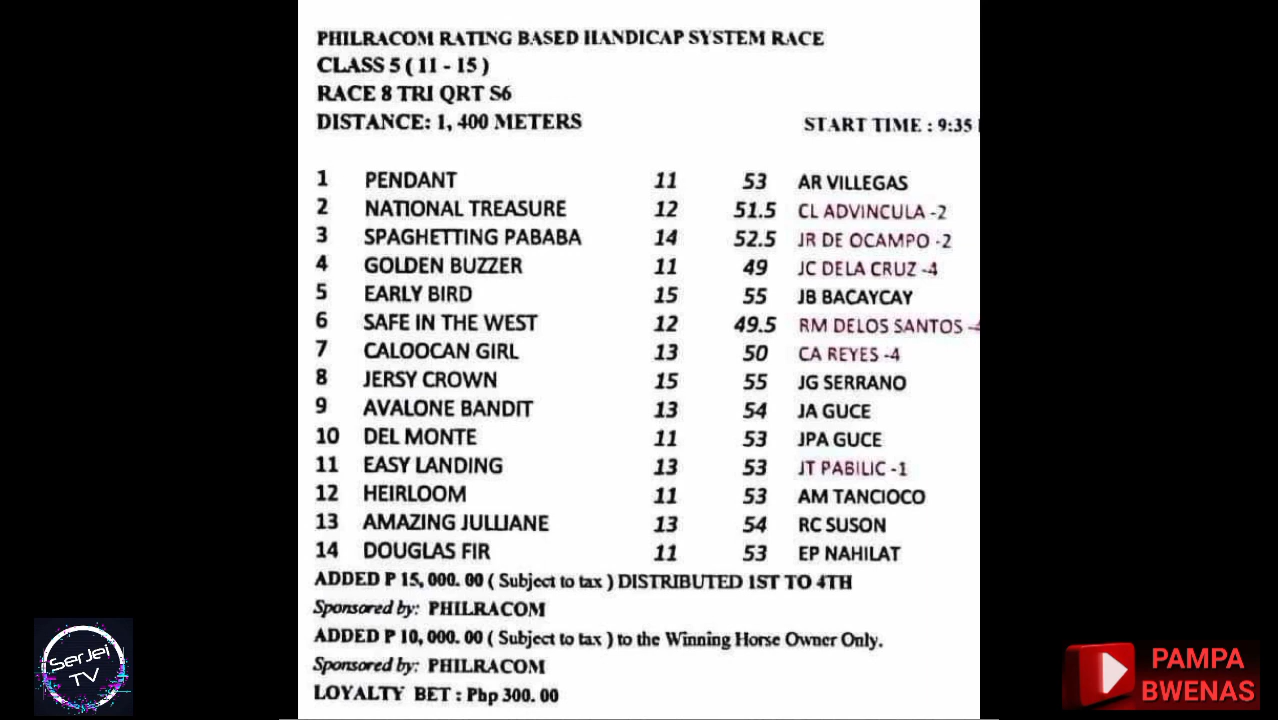 PHILRACOM RATING BASED HANDICAP SYSTEM RACE
CLASS 5 ( 11 - 15 )
RACE 8 TRI QRT S6
DISTANCE: 1, 400 METERS START TIME : 9:35
1 PENDANT 11 53 AR VILLEGAS
2 NATIONAL TREASURE 12 51.5 CL ADVINCULA -2
3 SPAGHETTING PABABA 14 52.5 JR DE OCAMPO -2
4 GOLDEN BUZZER 11 49 JC DELA CRUZ -4
5 EARLY BIRD 15 55 JB BACAYCAY
6 SAFE IN THE WEST 12 49.5 RM DELOS SANTOS -4
7 CALOOCAN GIRL 13 50 CA REYES -4
8 JERSY CROWN 15 55 JG SERRANO
9 AVALONE BANDIT 13 54 JA GUCE
10 DEL MONTE 11 53 JPA GUCE
11 EASY LANDING 13 53 JT PABILIC -1
12 HEIRLOOM 11 53 AM TANCIOCO
13 AMAZING JULLIANE 13 54 RC SUSON
14 DOUGLAS FIR 11 53 EP NAHILAT
ADDED P 15, 000. 00 ( Subject to tax ) DISTRIBUTED 1ST TO 4TH
Sponsored by: PHILRACOM
ADDED P 10, 000. 00 ( Subject to tax ) to the Winning Horse Owner Only.
Sponsored by: PHILRACOM
LOYALTY BET : Php 300. 00
SerJei
TV
PAMPA
BWENAS